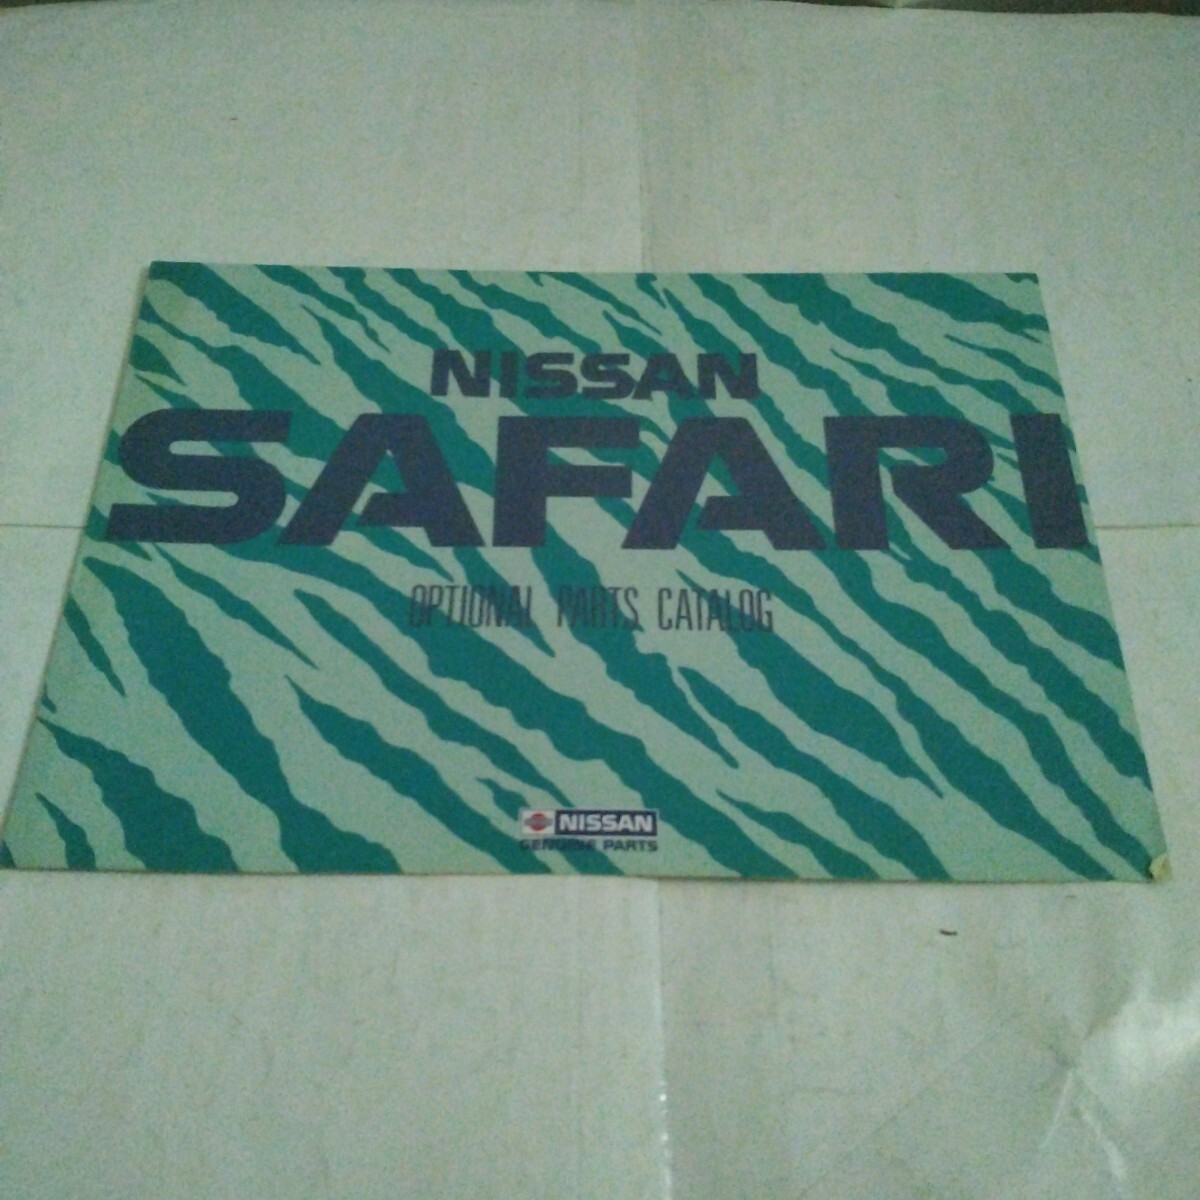 NISSAN
SAFARI
OPTIONAL PARTS CATALOG
NISSAN
GENUINE PARTS